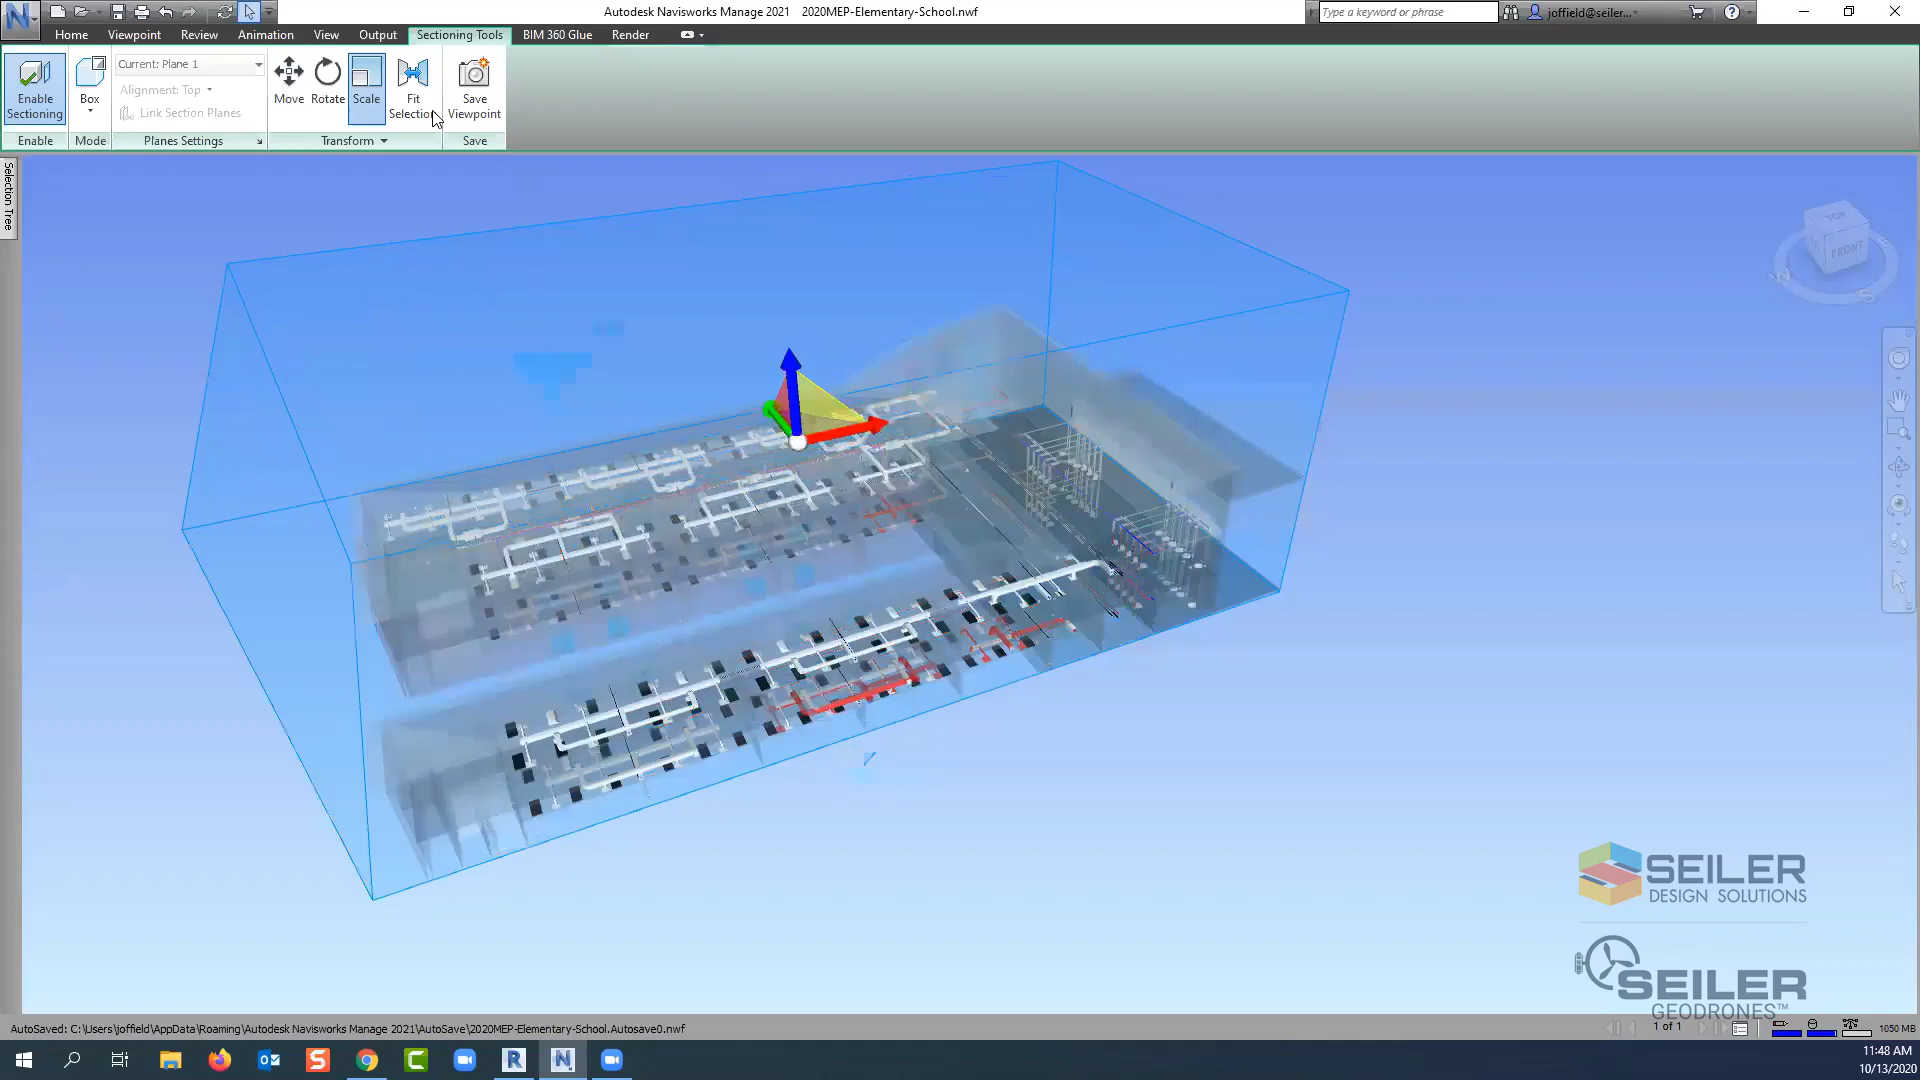 Autodesk Navisworks Manage 2021 2020MEP-Elementary-School.nwf
Type a keyword or phrase
joffield@seiler...
Home Viewpoint Review Animation View Output Sectioning Tools BIM 360 Glue Render
Enable Sectioning
Box
Current: Plane 1
Alignment: Top
Link Section Planes
Move Rotate Scale
Fit Selection
Save Viewpoint
Enable Mode Planes Settings Transform Save
Selection Tree
TOP
FRONT
SEILER
DESIGN SOLUTIONS
SEILER
GEODRONES™
AutoSaved: C:\Users\joffield\AppData\Roaming\Autodesk Navisworks Manage 2021\AutoSave\2020MEP-Elementary-School.Autosave0.nwf
1 of 1
1050 MB
11:48 AM
10/13/2020